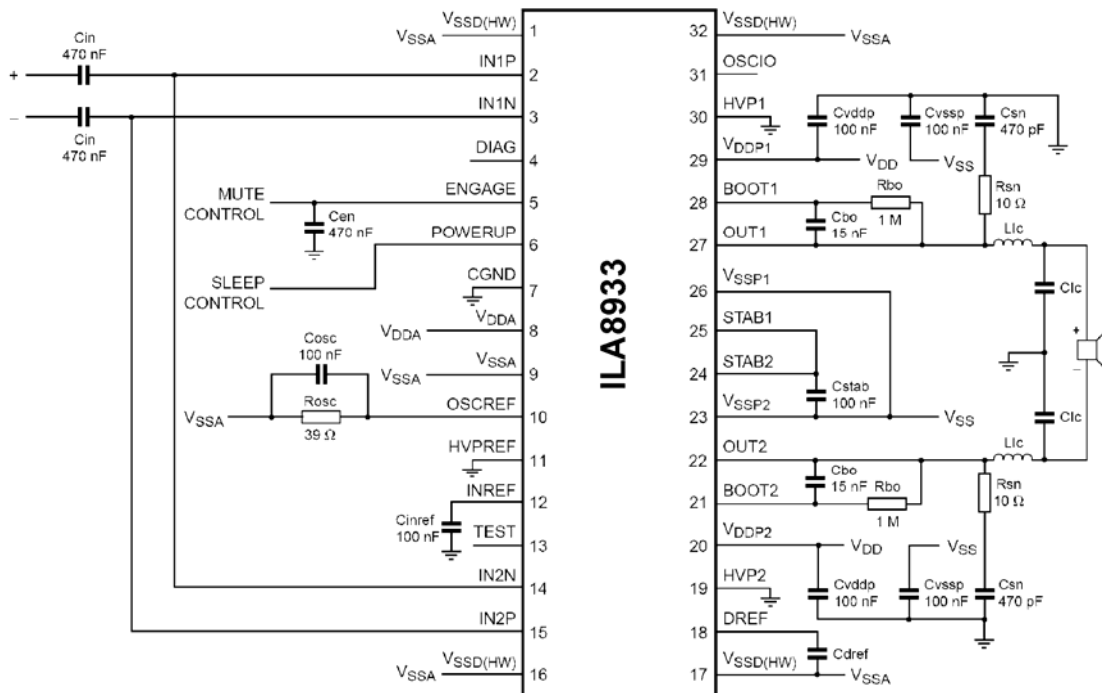 VSSD(HW)
VSSA
1
Cin
470 nF
+
IN1P
2
IN1N
–
3
Cin
470 nF
DIAG
4
MUTE
CONTROL
ENGAGE
5
Cen
470 nF
POWERUP
6
SLEEP
CONTROL
CGND
7
VDDA
VDDA
8
Cosc
100 nF
VSSA
VSSA
9
VSSA
Rosc
39 Ω
OSCREF
10
HVPREF
11
INREF
12
Cinref
100 nF
TEST
13
IN2N
14
IN2P
15
VSSD(HW)
VSSA
16
ILA8933
VSSD(HW)
32
VSSA
OSCIO
31
HVP1
30
Cvddp
100 nF
Cvssp
100 nF
Csn
470 pF
VDDP1
29
VDD
VSS
BOOT1
28
Rbo
1 M
Rsn
10 Ω
Cbo
15 nF
OUT1
27
Llc
VSSP1
26
Clc
STAB1
25
+
–
STAB2
24
Cstab
100 nF
VSSP2
23
VSS
Clc
OUT2
22
Llc
Cbo
15 nF
Rbo
1 M
Rsn
10 Ω
BOOT2
21
VDDP2
20
VDD
VSS
HVP2
19
Cvddp
100 nF
Cvssp
100 nF
Csn
470 pF
DREF
18
Cdref
VSSD(HW)
17
VSSA